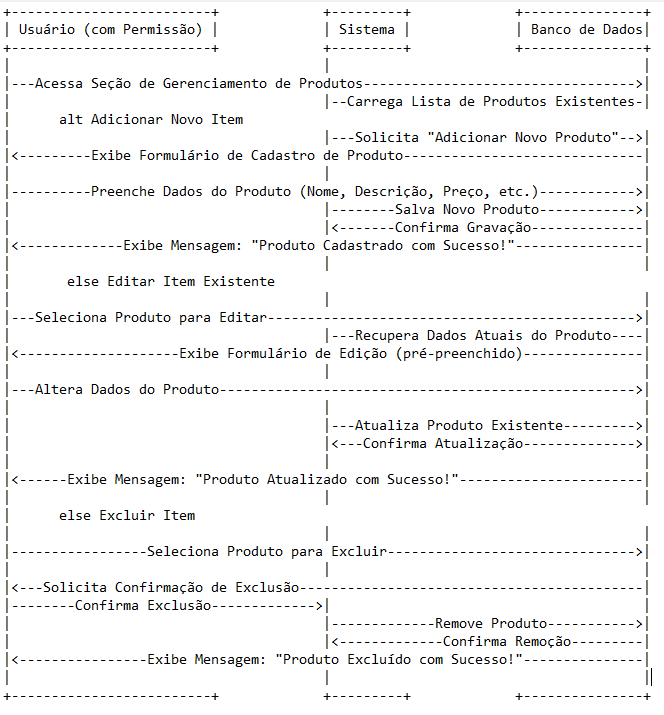 +-------------------------+             +---------+             +---------------+
| Usuário (com Permissão) |             | Sistema |             | Banco de Dados|
+-------------------------+             +---------+             +---------------+
|                                       |                                       |
|---Acessa Seção de Gerenciamento de Produtos---------------------------------->|
|                                       |--Carrega Lista de Produtos Existentes-|
|      alt Adicionar Novo Item
|                                       |---Solicita "Adicionar Novo Produto"-->|
|<---------Exibe Formulário de Cadastro de Produto------------------------------|
|                                       |                                       |
|----------Preenche Dados do Produto (Nome, Descrição, Preço, etc.)------------>|
|                                       |--------Salva Novo Produto------------>|
|                                       |<-------Confirma Gravação--------------|
|<-------------Exibe Mensagem: "Produto Cadastrado com Sucesso!"----------------|
|                                       |                                       |
|       else Editar Item Existente
|                                       |                                       |
|---Seleciona Produto para Editar---------------------------------------------->|
|                                       |---Recupera Dados Atuais do Produto----|
|<--------------------Exibe Formulário de Edição (pré-preenchido)---------------|
|                                       |                                       |
|---Altera Dados do Produto---------------------------------------------------->|
|                                       |                                       |
|                                       |---Atualiza Produto Existente--------->|
|                                       |<---Confirma Atualização-------------->|
|                                       |                                       |
|<------Exibe Mensagem: "Produto Atualizado com Sucesso!"-----------------------|
|                                       |                                       |
|      else Excluir Item
|                                       |                                       |
|-----------------Seleciona Produto para Excluir------------------------------->|
|                                       |                                       |
|<---Solicita Confirmação de Exclusão-------------------------------------------|
|--------Confirma Exclusão------------->|                                       |
|                                       |-------------Remove Produto----------->|
|                                       |<-------------Confirma Remoção---------|
|<----------------Exibe Mensagem: "Produto Excluído com Sucesso!"---------------|
|                                       |                                       |
+-------------------------+             +---------+             +---------------+